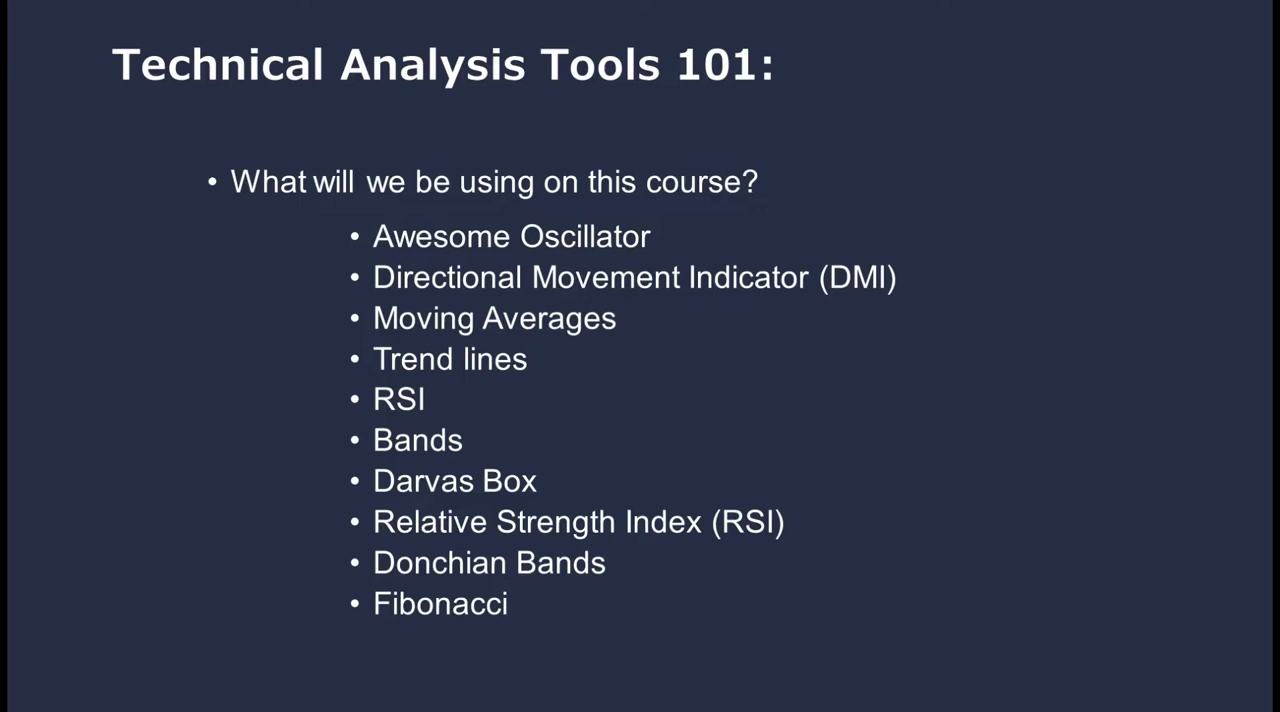 Technical Analysis Tools 101:
• What will we be using on this course?
• Awesome Oscillator
• Directional Movement Indicator (DMI)
• Moving Averages
• Trend lines
• RSI
• Bands
• Darvas Box
• Relative Strength Index (RSI)
• Donchian Bands
• Fibonacci